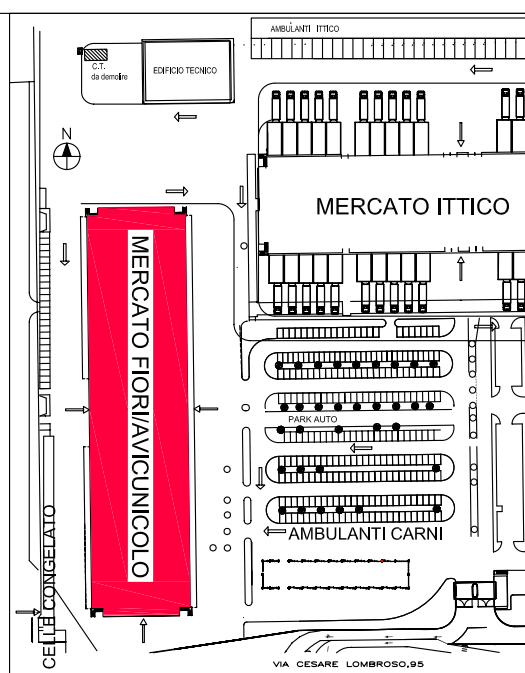 AMBULANTI ITTICO
C.T.
da demolire
EDIFICIO TECNICO
N
MERCATO ITTICO
MERCATO FIORI/AVICUNICOLO
PARK AUTO
AMBULANTI CARNI
CELLE CONGELATO
VIA CESARE LOMBROSO,95